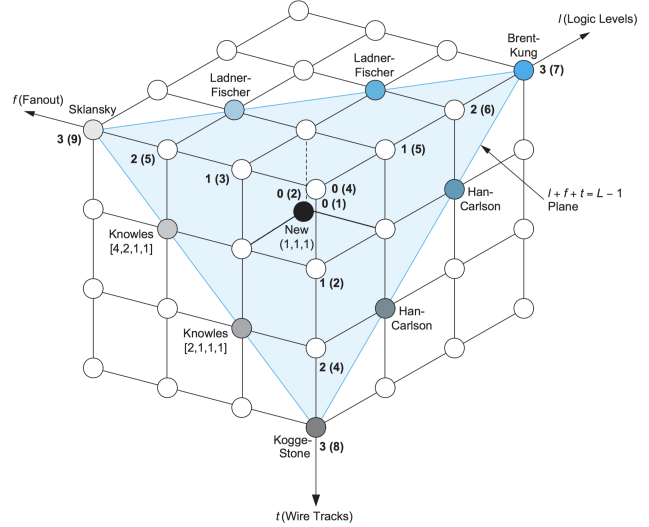 l (Logic Levels)
Brent-
Kung
3 (7)
Ladner-
Fischer
Ladner-
Fischer
2 (6)
f (Fanout)
Sklansky
3 (9)
2 (5)
1 (5)
1 (3)
0 (4)
0 (2)
0 (1)
l + f + t = L – 1
Plane
Han-
Carlson
New
(1,1,1)
Knowles
[4,2,1,1]
1 (2)
Han-
Carlson
Knowles
[2,1,1,1]
2 (4)
Kogge-
Stone
3 (8)
t (Wire Tracks)